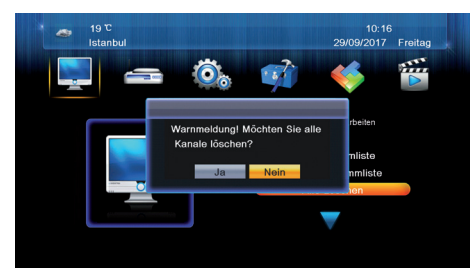 19 °C
10:16
Istanbul
29/09/2017 Freitag
Warnmeldung! Möchten Sie alle
Kanale löschen?
Ja Nein